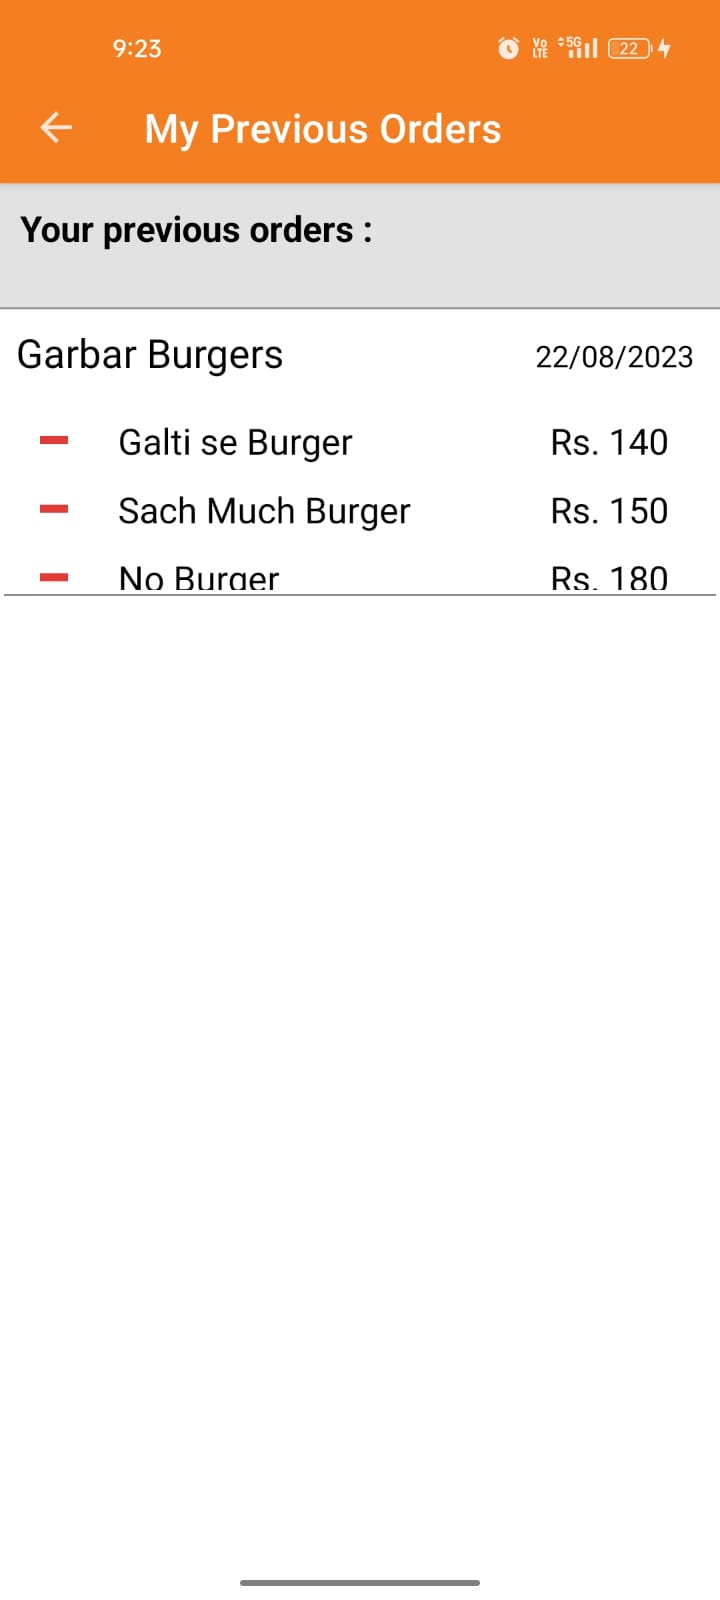 9:23
Vo LTE 5G 22
My Previous Orders
Your previous orders :
Garbar Burgers 22/08/2023
Galti se Burger Rs. 140
Sach Much Burger Rs. 150
No Burger Rs. 180